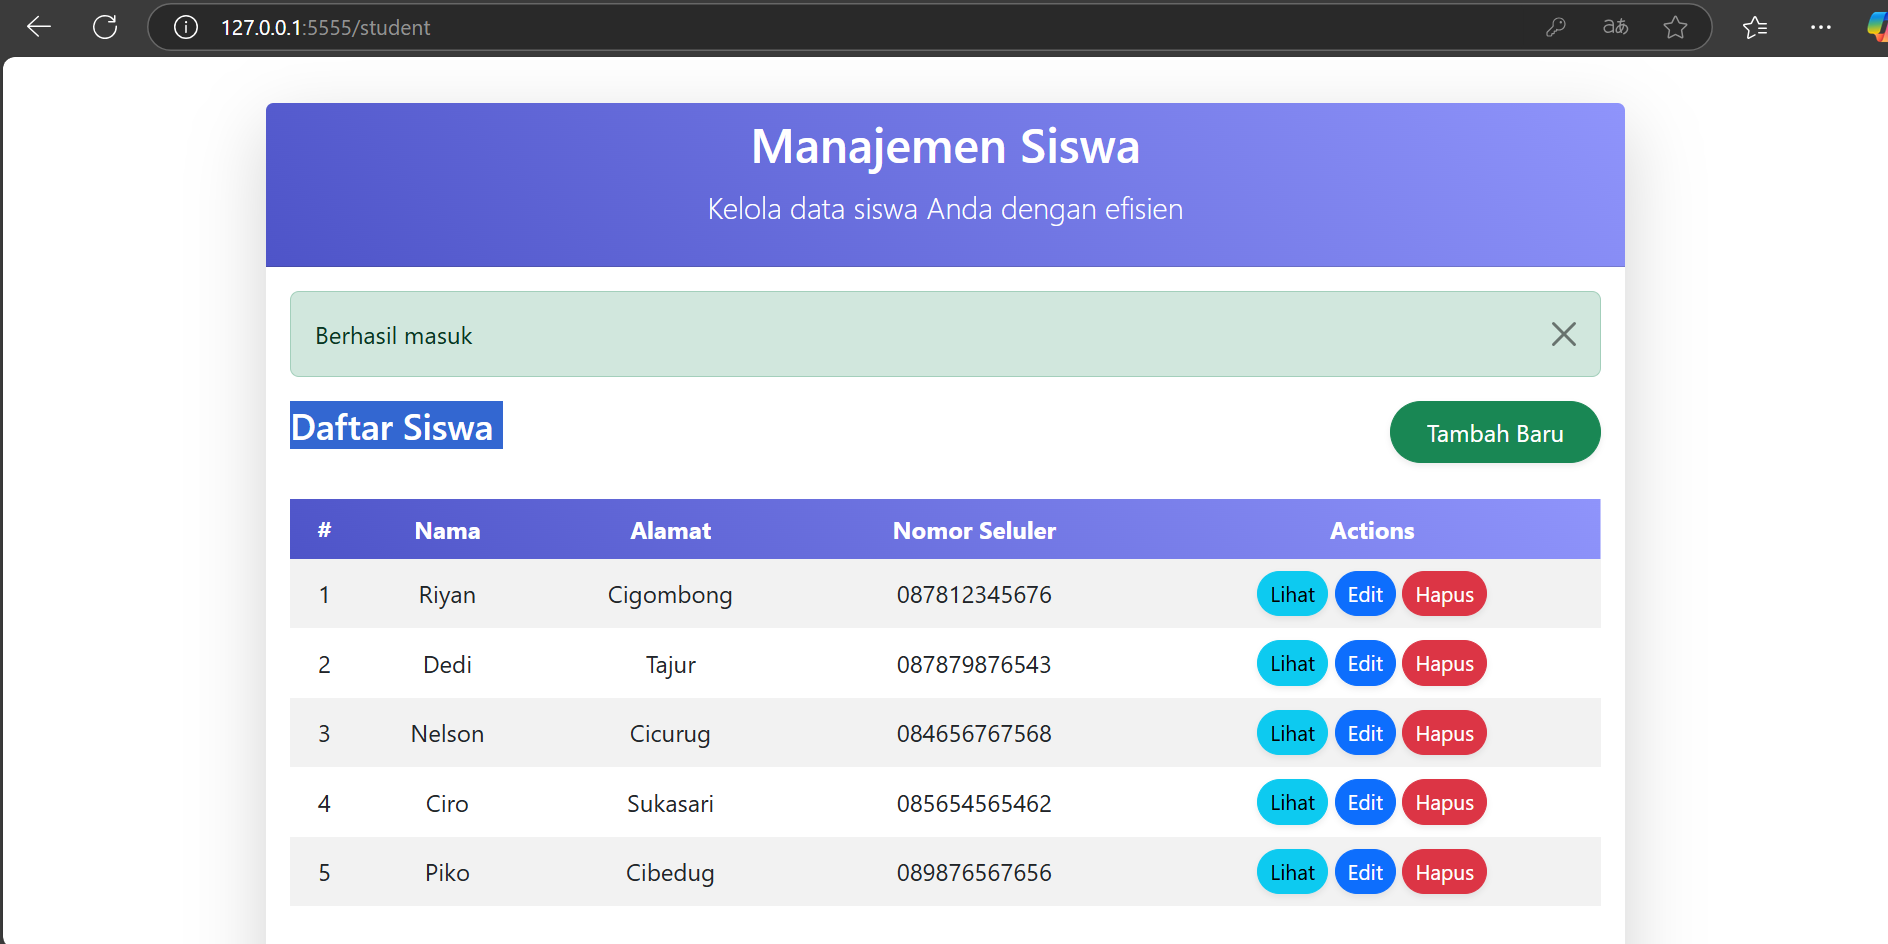 127.0.0.1:5555/student
aあ
Manajemen Siswa
Kelola data siswa Anda dengan efisien
Berhasil masuk
Daftar Siswa
Tambah Baru
# Nama Alamat Nomor Seluler Actions
1 Riyan Cigombong 087812345676 Lihat Edit Hapus
2 Dedi Tajur 087879876543 Lihat Edit Hapus
3 Nelson Cicurug 084656767568 Lihat Edit Hapus
4 Ciro Sukasari 085654565462 Lihat Edit Hapus
5 Piko Cibedug 089876567656 Lihat Edit Hapus